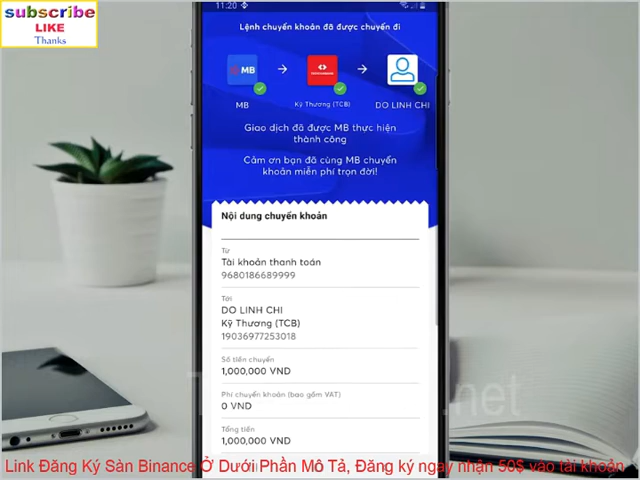 subscribe
LIKE
Thanks
11:20
Lệnh chuyển khoản đã được chuyển đi
MB
MB
Kỹ Thương (TCB)
DO LINH CHI
Giao dịch đã được MB thực hiện
thành công
Cảm ơn bạn đã cùng MB chuyển
khoản miễn phí trọn đời!
Nội dung chuyển khoản
Từ
Tài khoản thanh toán
9680186689999
Tới
DO LINH CHI
Kỹ Thương (TCB)
19036977253018
Số tiền chuyển
1,000,000 VND
Phí chuyển khoản (bao gồm VAT)
0 VND
Tổng tiền
1,000,000 VND
Link Đăng Ký Sàn Binance Ở Dưới Phần Mô Tả, Đăng ký ngay nhận 50$ vào tài khoản